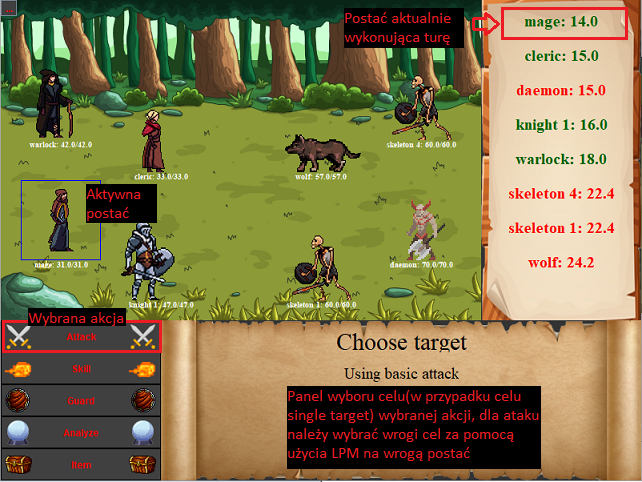 Postać aktualnie
wykonująca turę
mage: 14.0
cleric: 15.0
daemon: 15.0
knight 1: 16.0
warlock: 18.0
skeleton 4: 22.4
skeleton 1: 22.4
wolf: 24.2
warlock: 42.0/42.0
cleric: 33.0/33.0
wolf: 57.0/57.0
skeleton 4: 60.0/60.0
Aktywna
postać
mage: 31.0/31.0
knight 1: 47.0/47.0
skeleton 1: 60.0/60.0
daemon: 70.0/70.0
Wybrana akcja
Attack
Skill
Guard
Analyze
Item
Choose target
Using basic attack
Panel wyboru celu(w przypadku celu
single target) wybranej akcji, dla ataku
należy wybrać wrogi cel za pomocą
użycia LPM na wrogą postać